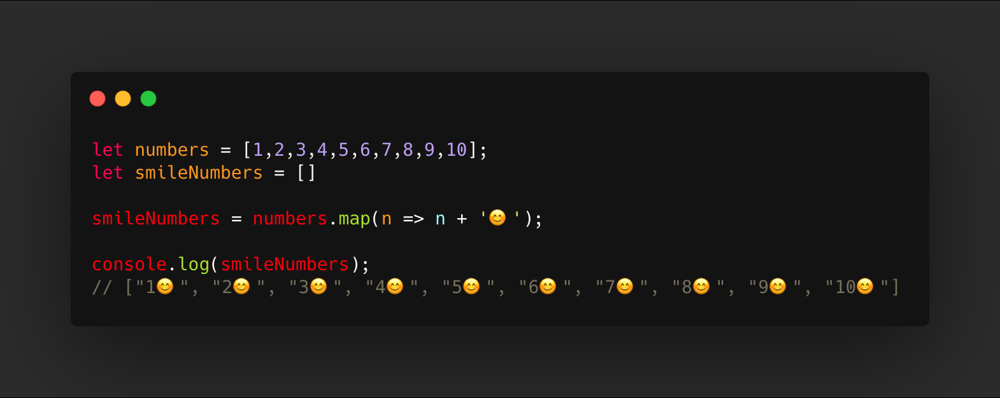 let numbers = [1,2,3,4,5,6,7,8,9,10];
let smileNumbers = []
smileNumbers = numbers.map(n => n + '😊 ');
console.log(smileNumbers);
// ["1😊 ", "2😊 ", "3😊 ", "4😊 ", "5😊 ", "6😊 ", "7😊 ", "8😊 ", "9😊 ", "10😊 "]